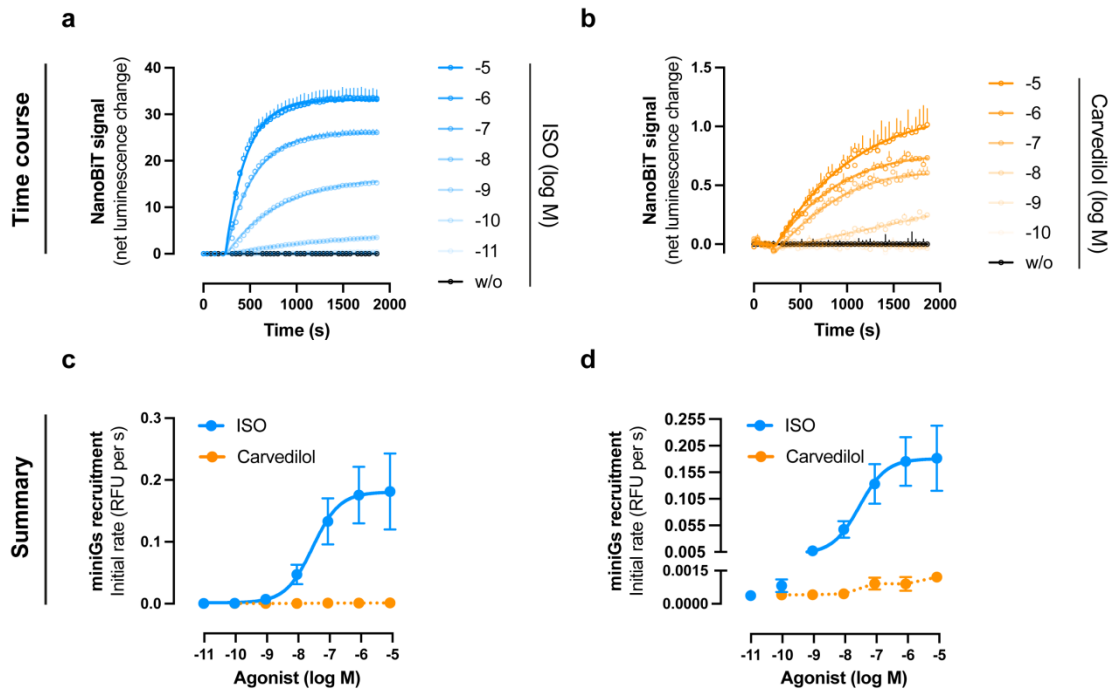 a
Time course
NanoBiT signal
(net luminescence change)
40
30
20
10
0
0
500
1000
1500
2000
Time (s)
-5
-6
-7
-8
-9
-10
-11
w/o
ISO (log M)
b
NanoBiT signal
(net luminescence change)
1.5
1.0
0.5
0.0
0
500
1000
1500
2000
Time (s)
-5
-6
-7
-8
-9
-10
w/o
Carvedilol (log M)
c
Summary
miniGs recruitment
Initial rate (RFU per s)
0.3
0.2
0.1
0.0
ISO
Carvedilol
-11
-10
-9
-8
-7
-6
-5
Agonist (log M)
d
miniGs recruitment
Initial rate (RFU per s)
0.255
0.205
0.155
0.105
0.055
0.005
0.0015
0.0000
ISO
Carvedilol
-11
-10
-9
-8
-7
-6
-5
Agonist (log M)